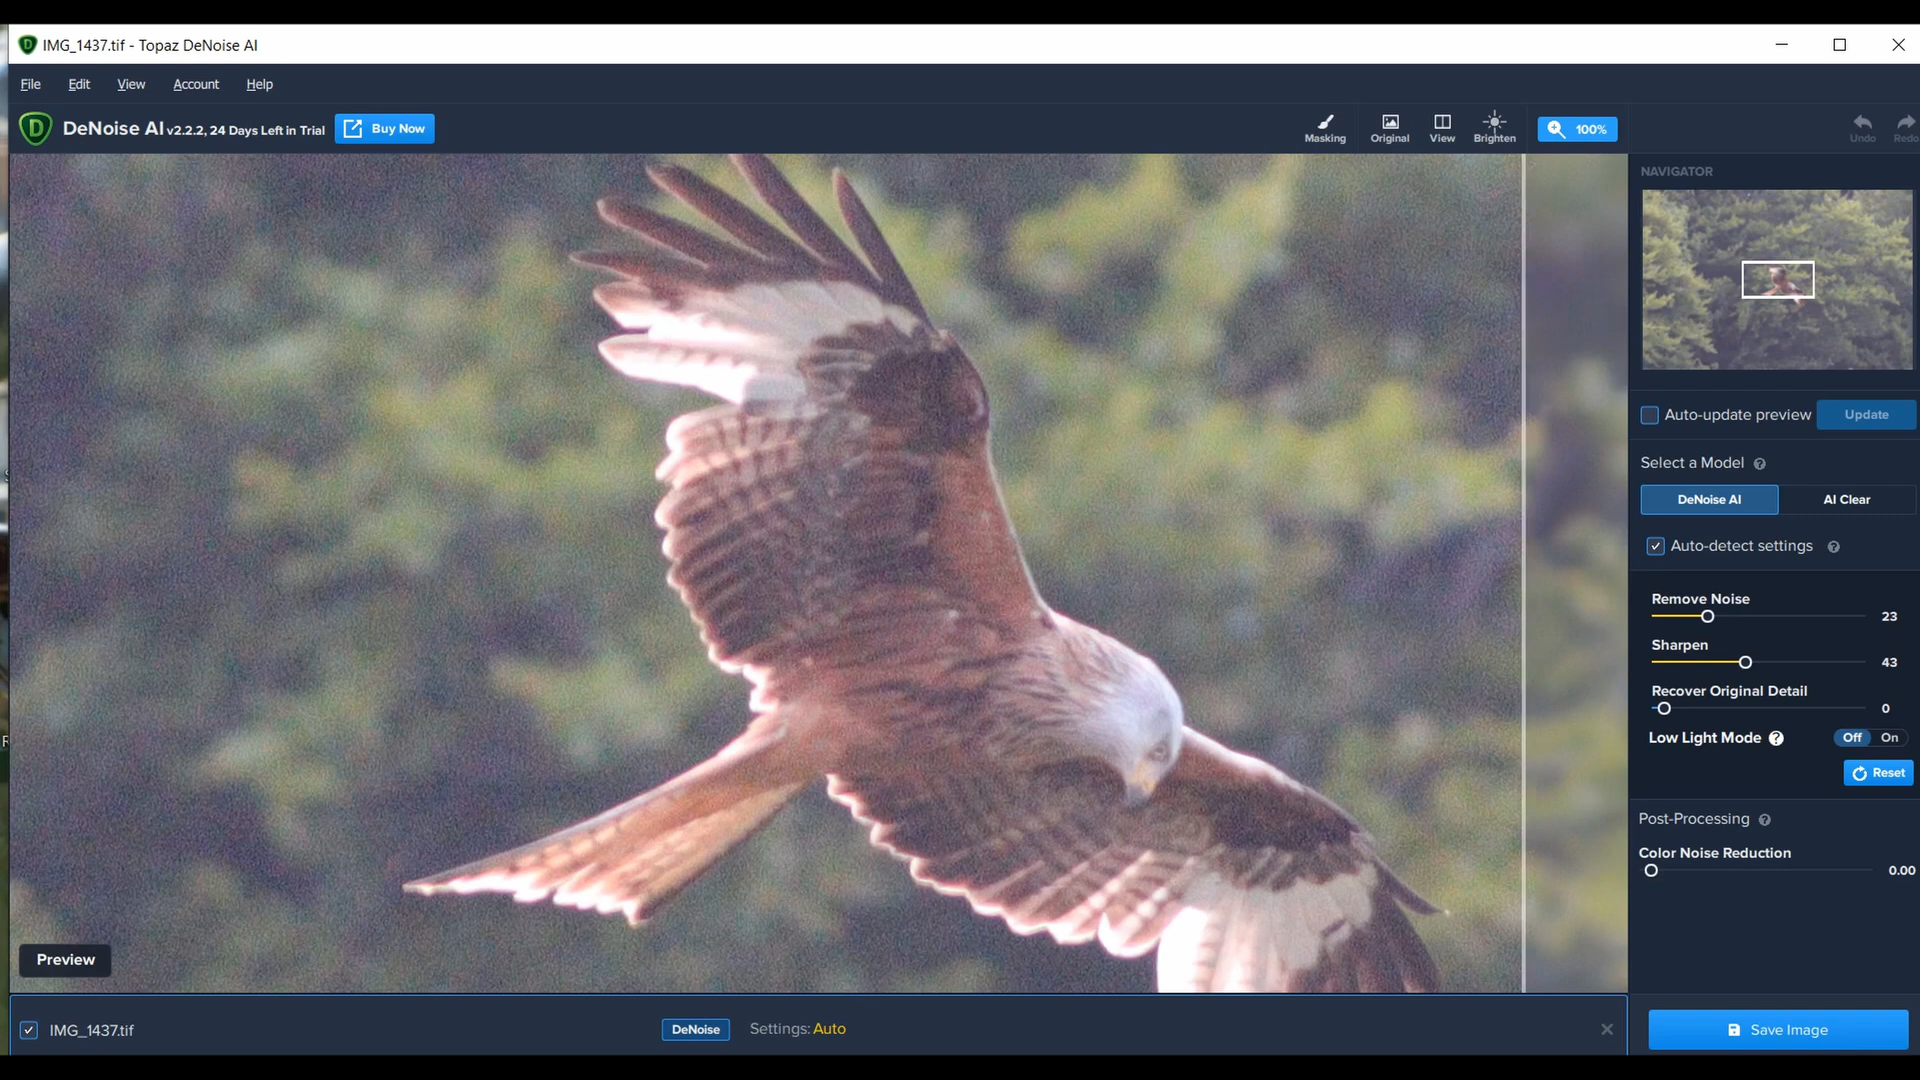 IMG_1437.tif - Topaz DeNoise AI
File Edit View Account Help
DeNoise AI v2.2.2, 24 Days Left in Trial Buy Now
Masking Original View Brighten 100% Undo Redo
NAVIGATOR
Auto-update preview Update
Select a Model ?
DeNoise AI AI Clear
Auto-detect settings ?
Remove Noise
23
Sharpen
43
Recover Original Detail
0
Low Light Mode ? Off On
Reset
Post-Processing ?
Color Noise Reduction
0.00
Preview
IMG_1437.tif DeNoise Settings: Auto
Save Image